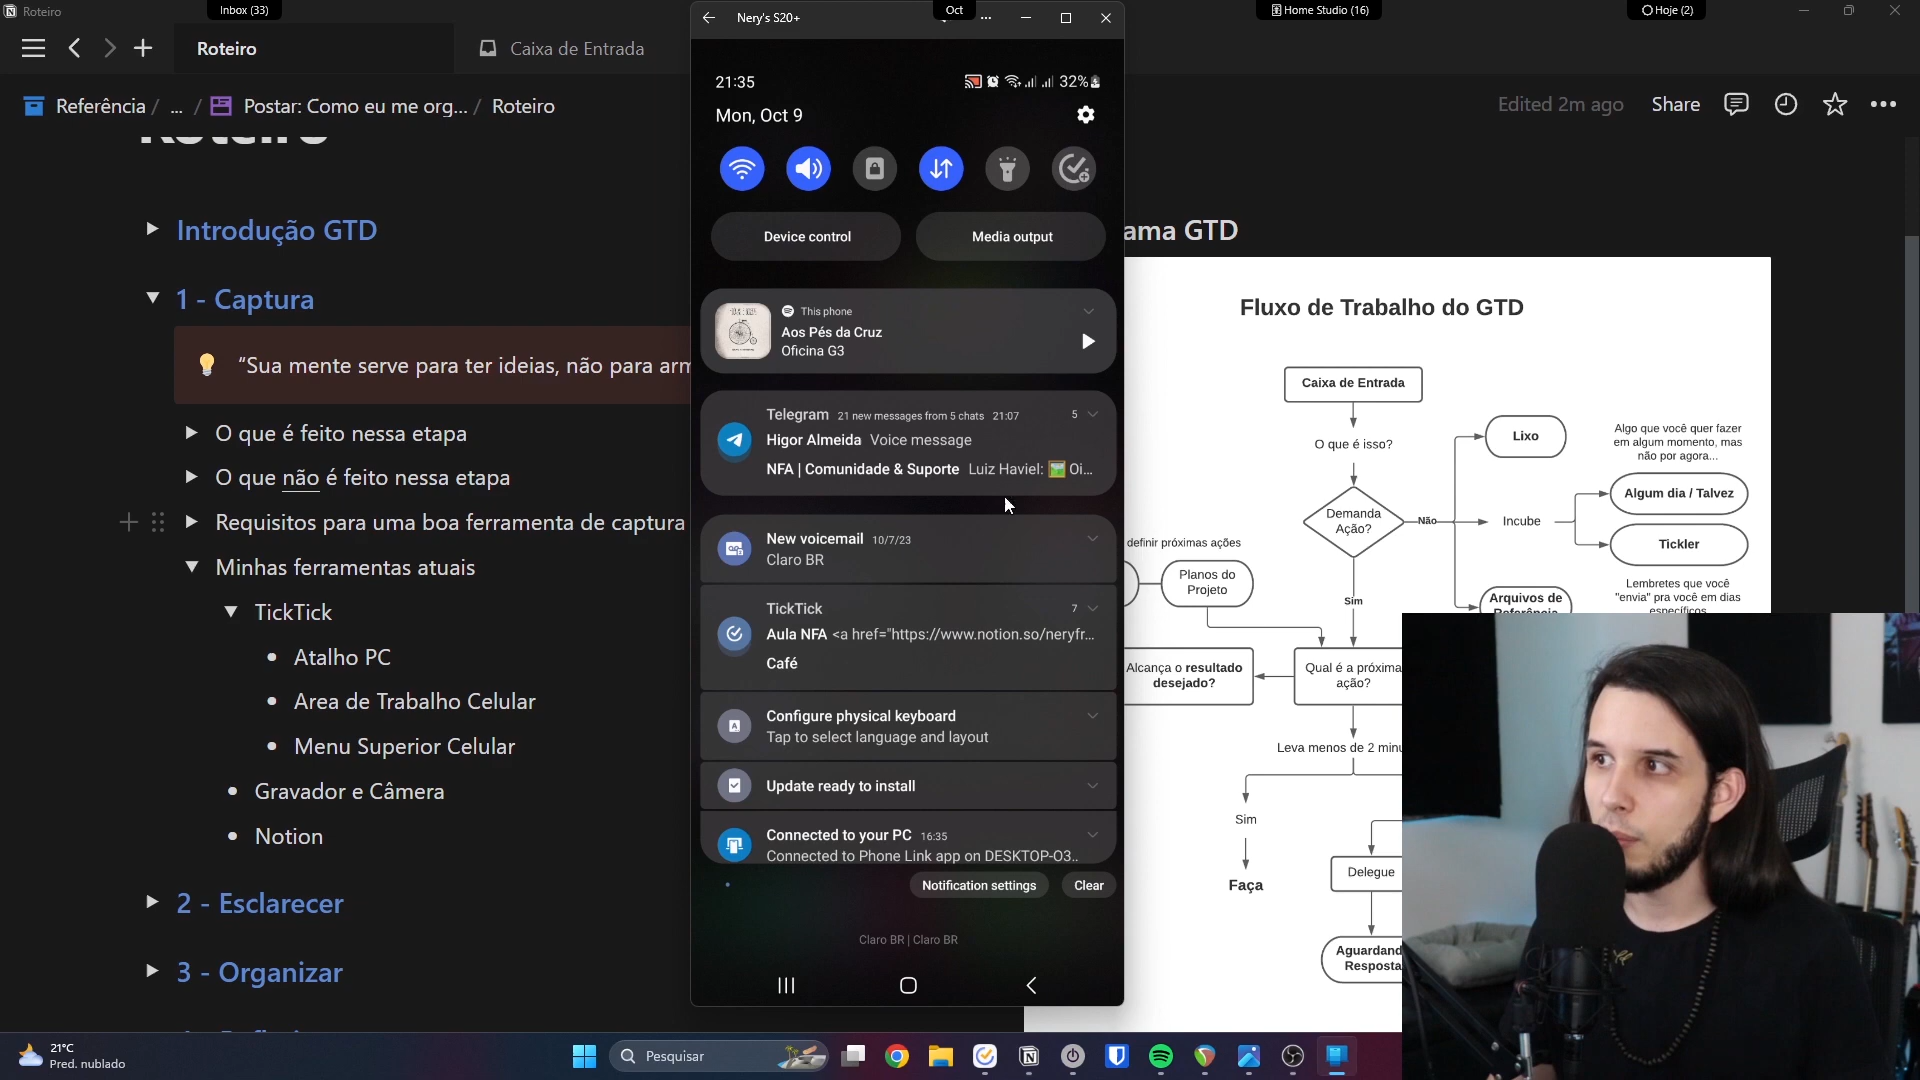 Roteiro
Inbox (33)
Nery's S20+
Oct
Home Studio (16)
Hoje (2)
Roteiro
Caixa de Entrada
Referência / ... / Postar: Como eu me org... / Roteiro
Edited 2m ago
Share
Roteiro
Introdução GTD
1 - Captura
“Sua mente serve para ter ideias, não para arm
O que é feito nessa etapa
O que não é feito nessa etapa
Requisitos para uma boa ferramenta de captura
Minhas ferramentas atuais
TickTick
Atalho PC
Area de Trabalho Celular
Menu Superior Celular
Gravador e Câmera
Notion
2 - Esclarecer
3 - Organizar
21:35
32%
Mon, Oct 9
Device control
Media output
This phone
Aos Pés da Cruz
Oficina G3
Telegram 21 new messages from 5 chats 21:07 5
Higor Almeida Voice message
NFA | Comunidade & Suporte Luiz Haviel: Oi...
New voicemail 10/7/23
Claro BR
TickTick 7
Aula NFA <a href="https://www.notion.so/neryfr...
Café
Configure physical keyboard
Tap to select language and layout
Update ready to install
Connected to your PC 16:35
Connected to Phone Link app on DESKTOP-O3..
Notification settings
Clear
Claro BR | Claro BR
ama GTD
Fluxo de Trabalho do GTD
Caixa de Entrada
O que é isso?
Demanda
Ação?
Não
Lixo
Incube
Algo que você quer fazer
em algum momento, mas
não por agora...
Algum dia / Talvez
Tickler
Lembretes que você
"envia" pra você em dias
específicos
Arquivos de
Referência
definir próximas ações
Planos do
Projeto
Sim
Alcança o resultado
desejado?
Qual é a próxima
ação?
Leva menos de 2 minu
Sim
Faça
Delegue
Aguardand
Resposta
21°C
Pred. nublado
Pesquisar